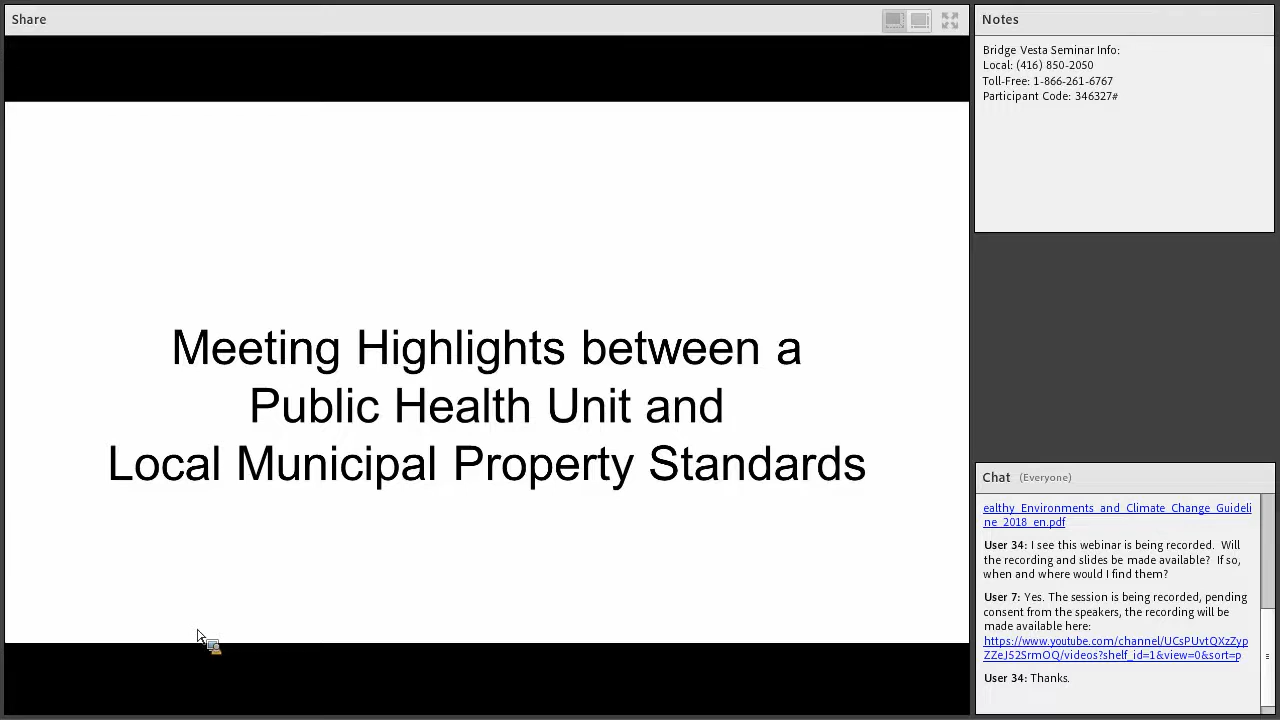 Share
Meeting Highlights between a
Public Health Unit and
Local Municipal Property Standards
Notes
Bridge Vesta Seminar Info:
Local: (416) 850-2050
Toll-Free: 1-866-261-6767
Participant Code: 346327#
Chat (Everyone)
ealthy_Environments_and_Climate_Change_Guideli
ne_2018_en.pdf
User 34: I see this webinar is being recorded. Will
the recording and slides be made available? If so,
when and where would I find them?
User 7: Yes. The session is being recorded, pending
consent from the speakers, the recording will be
made available here:
https://www.youtube.com/channel/UCsPUvtQXzZyp
ZZeJ52SrmOQ/videos?shelf_id=1&view=0&sort=p
User 34: Thanks.